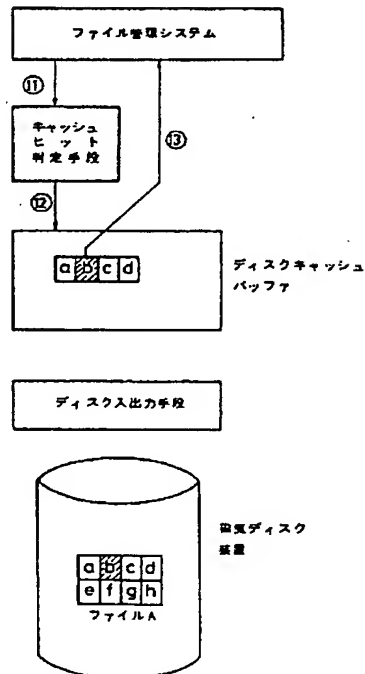 ファイル管理システム
⑪
キャッシュ
ヒット
判定手段
⑬
⑫
a b c d
ディスクキャッシュ
バッファ
ディスク入出力手段
磁気ディスク
装置
a b c d
e f g h
ファイルA